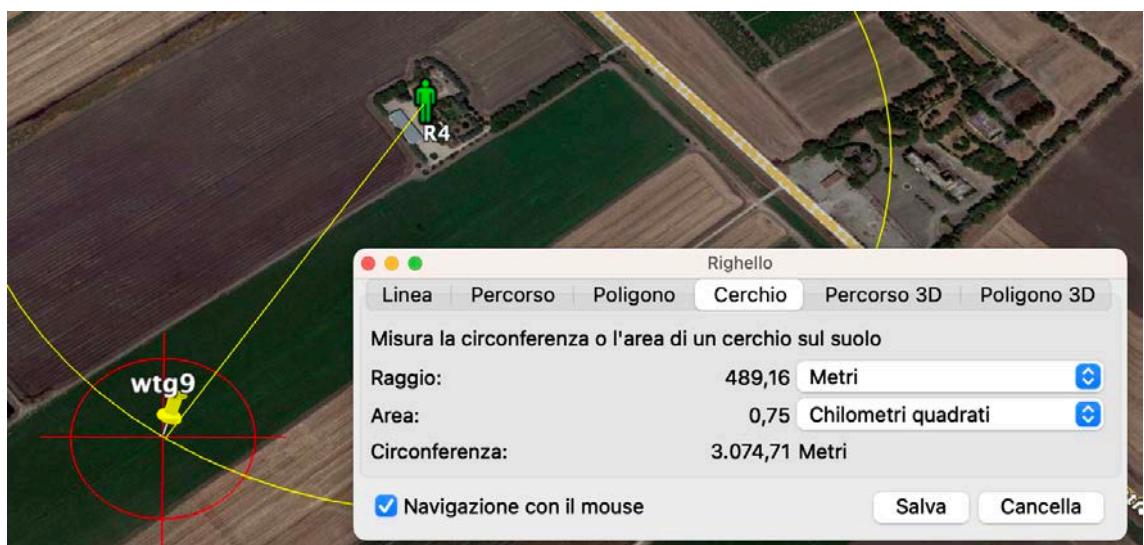 R4
wtg9
Righello
Linea Percorso Poligono Cerchio Percorso 3D Poligono 3D
Misura la circonferenza o l'area di un cerchio sul suolo
Raggio: 489,16 Metri
Area: 0,75 Chilometri quadrati
Circonferenza: 3.074,71 Metri
Navigazione con il mouse Salva Cancella